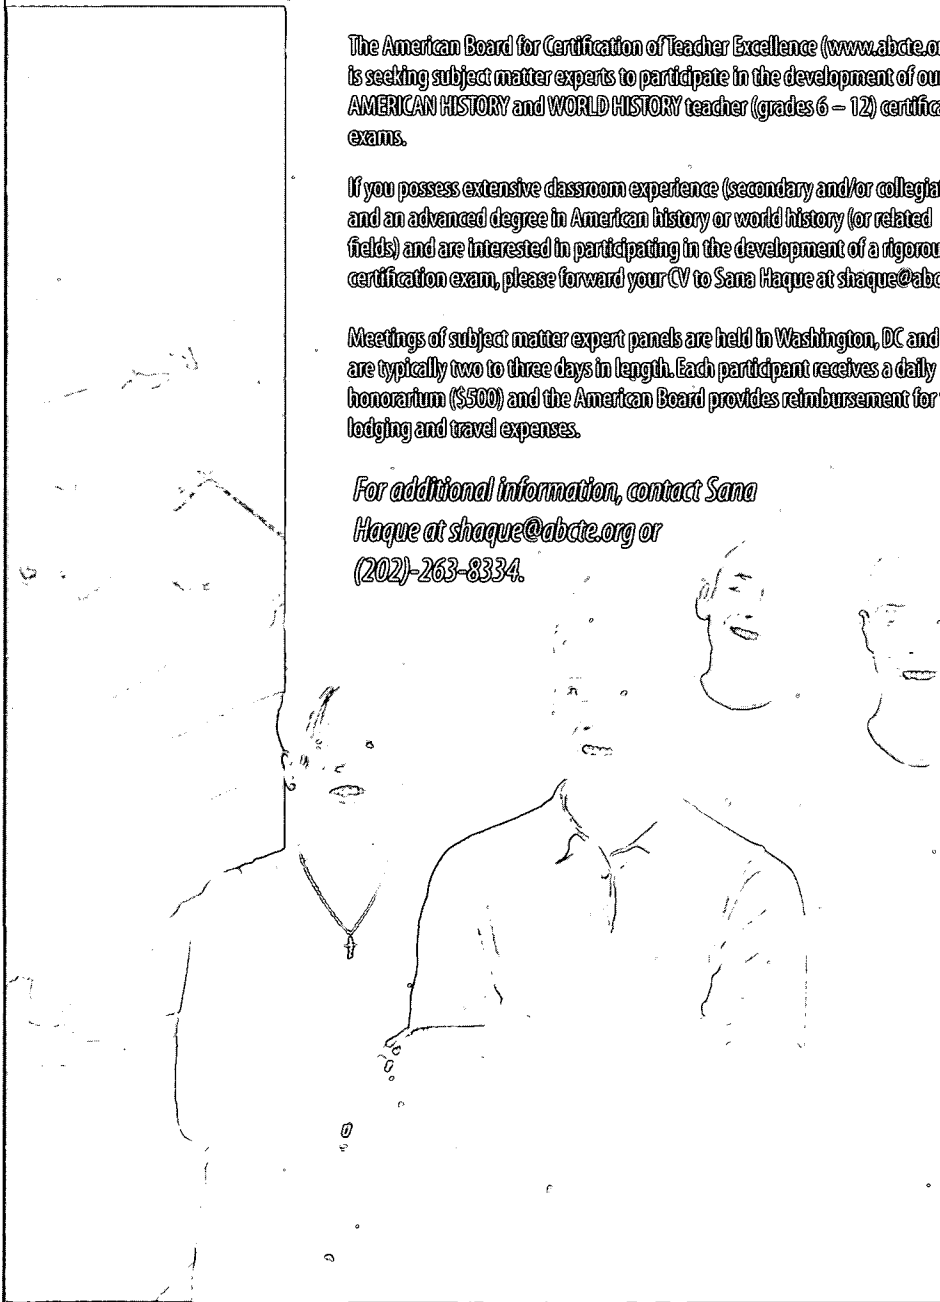 The American Board for Certification of Teacher Excellence (www.abcte.or
is seeking subject matter experts to participate in the development of our
AMERICAN HISTORY and WORLD HISTORY teacher (grades 6 – 12) certifica
exams.
If you possess extensive classroom experience (secondary and/or collegiat
and an advanced degree in American history or world history (or related
fields) and are interested in participating in the development of a rigorou
certification exam, please forward your CV to Sana Haque at shaque@abc
Meetings of subject matter expert panels are held in Washington, DC and
are typically two to three days in length. Each participant receives a daily
honorarium ($500) and the American Board provides reimbursement for
lodging and travel expenses.
For additional information, contact Sana
Haque at shaque@abcte.org or
(202)-263-8334.